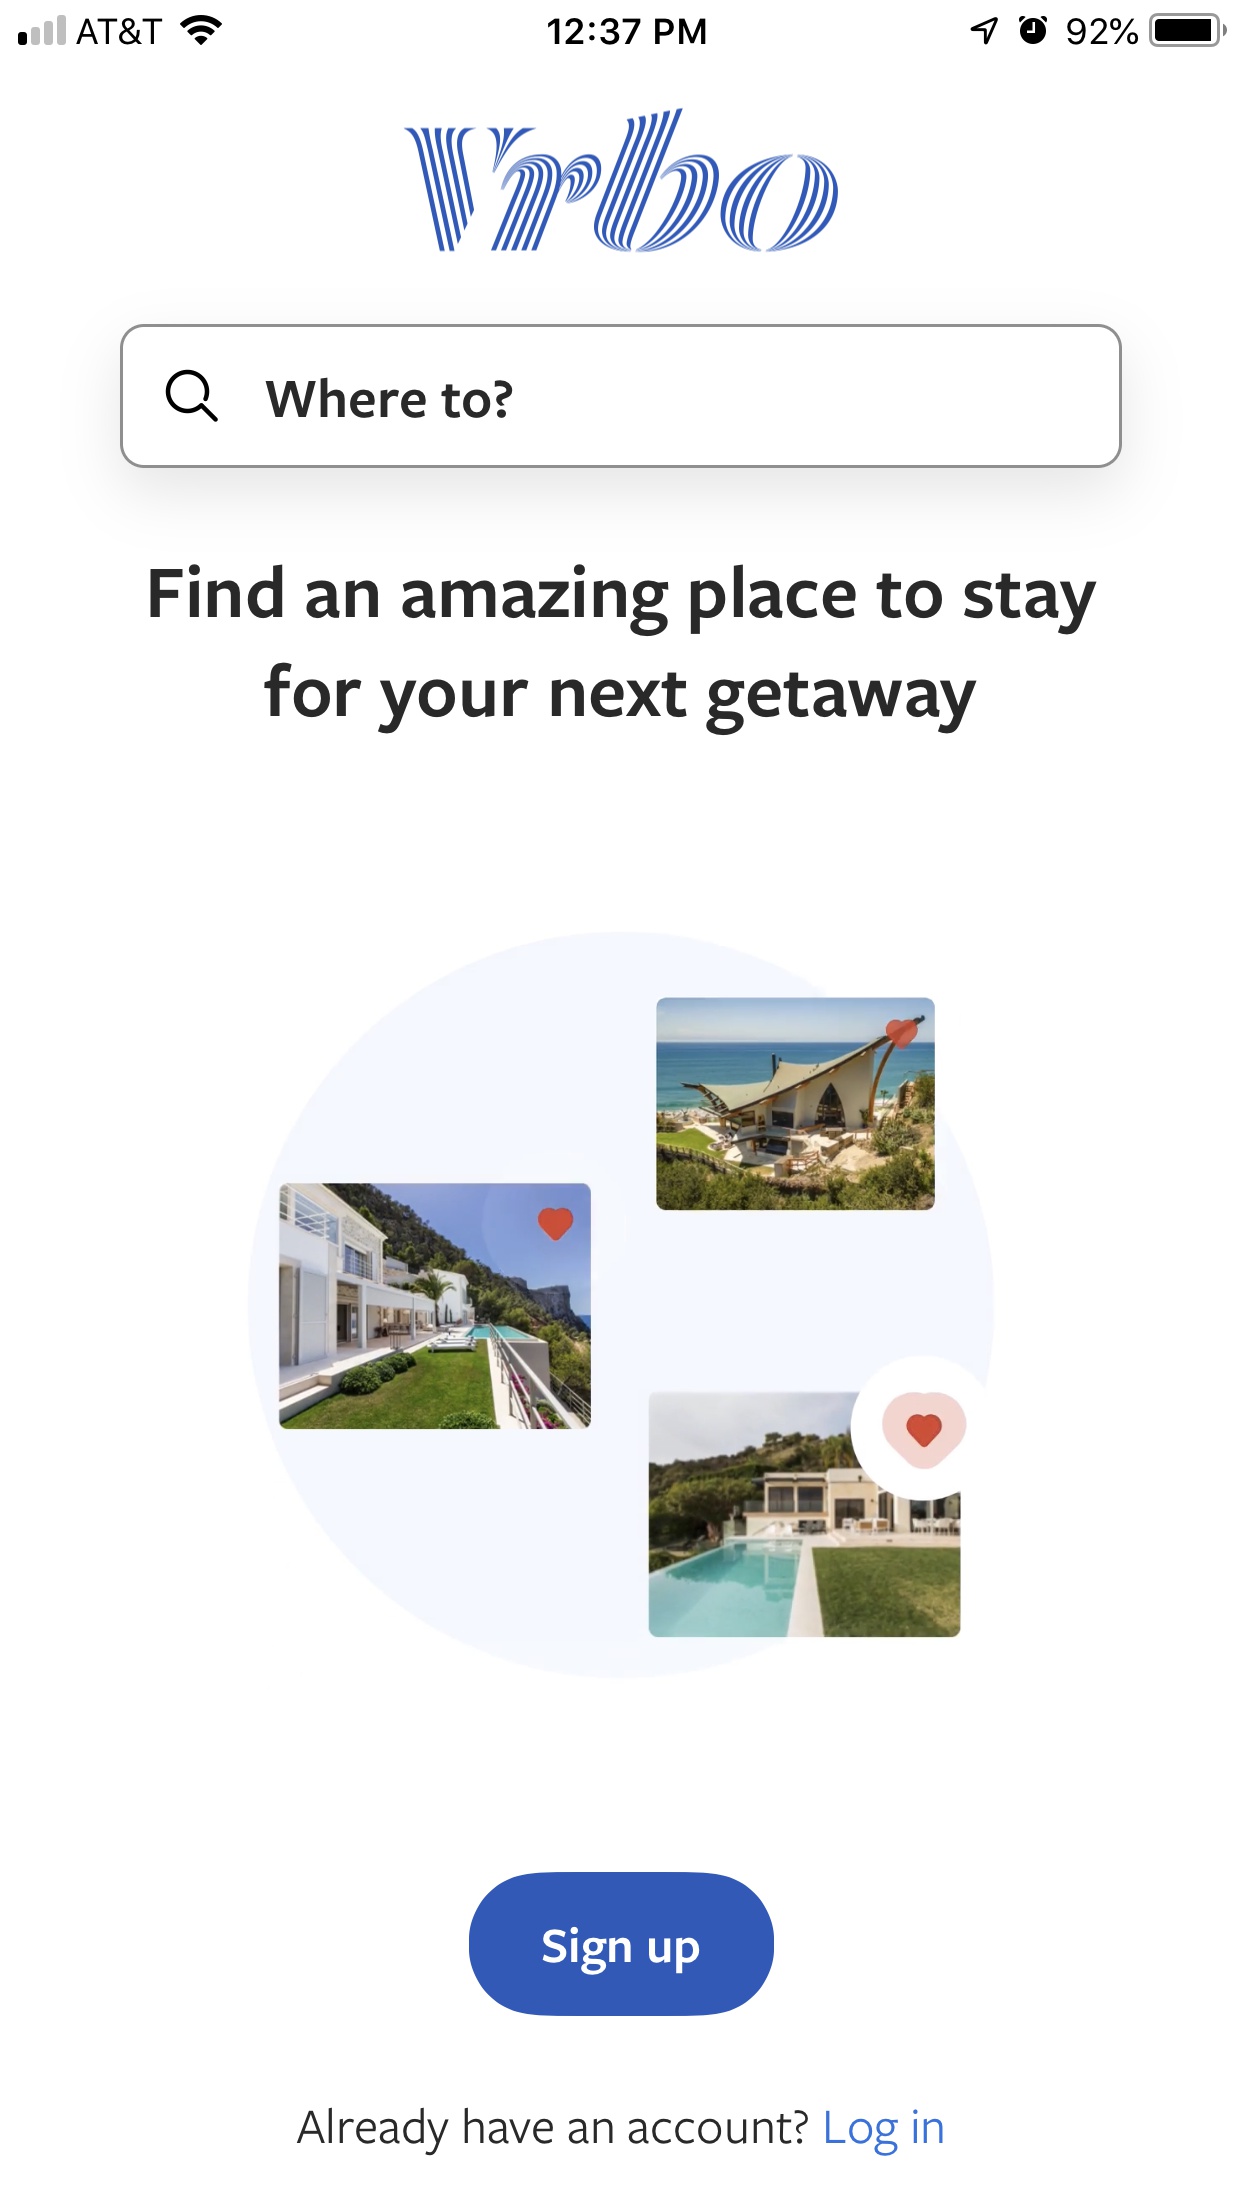 AT&T 12:37 PM 92%
Vrbo
Where to?
Find an amazing place to stay
for your next getaway
Sign up
Already have an account? Log in